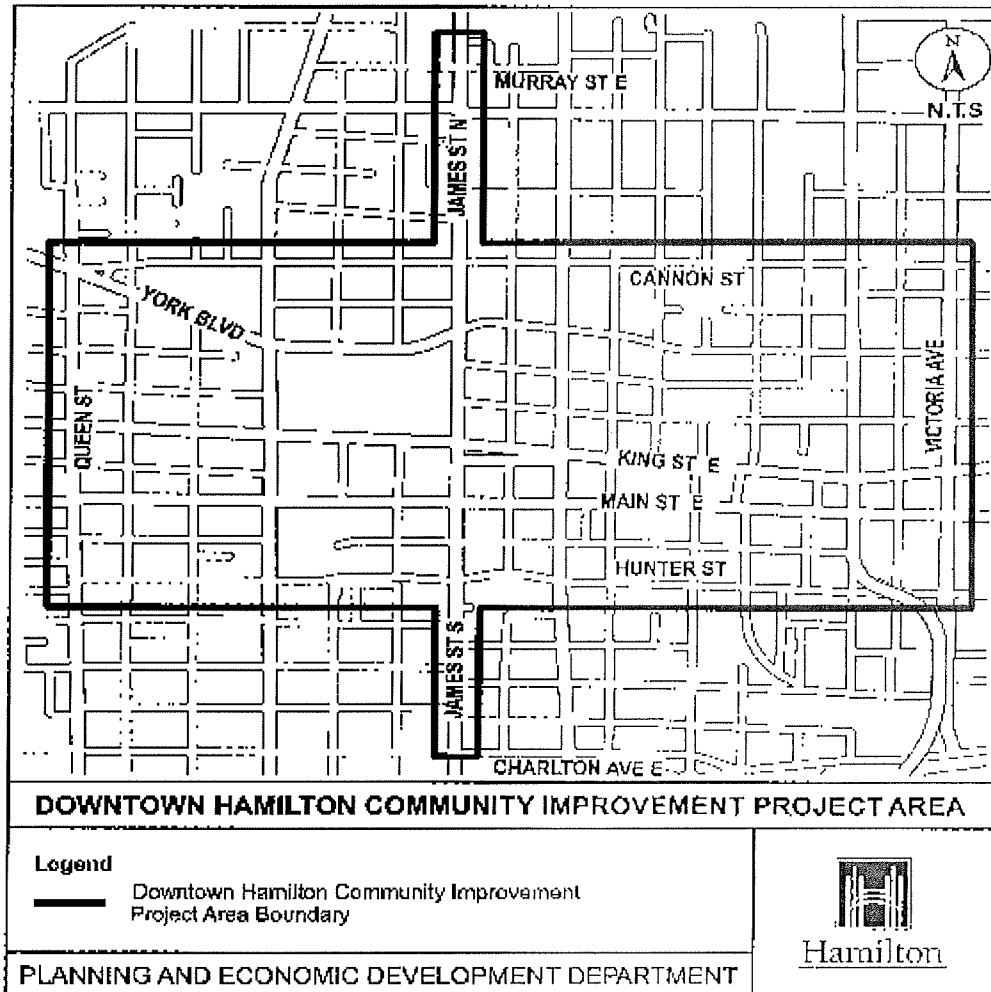 N
N.T.S
MURRAY ST E
JAMES ST N
CANNON ST
YORK BLVD
QUEEN ST
VICTORIA AVE
KING ST E
MAIN ST E
HUNTER ST
JAMES ST S
CHARLTON AVE E
DOWNTOWN HAMILTON COMMUNITY IMPROVEMENT PROJECT AREA
Legend
Downtown Hamilton Community Improvement
Project Area Boundary
Hamilton
PLANNING AND ECONOMIC DEVELOPMENT DEPARTMENT